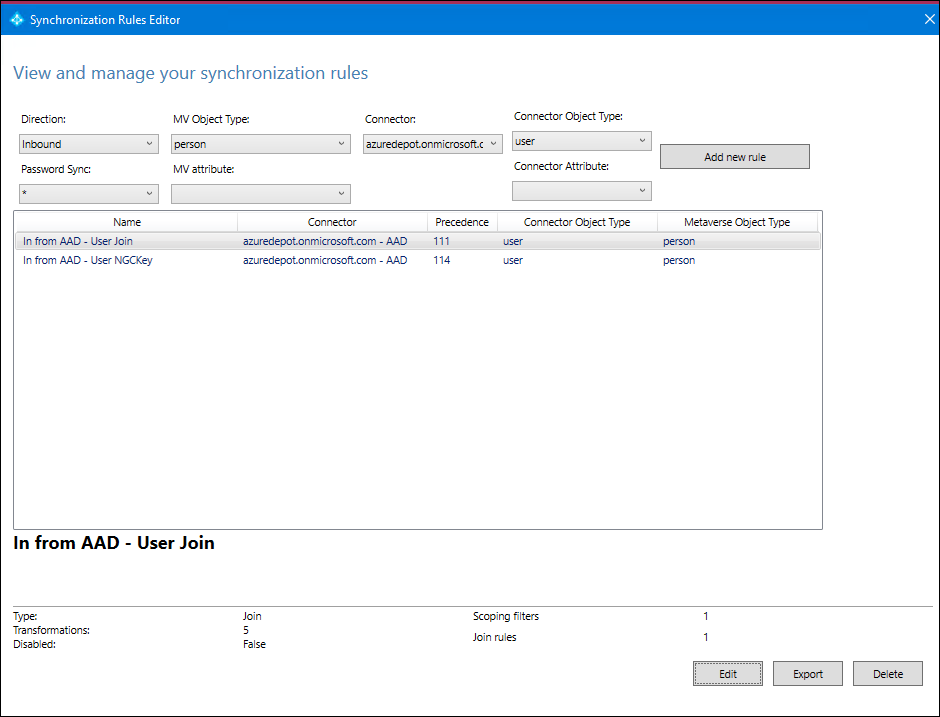 Synchronization Rules Editor
View and manage your synchronization rules
Direction: MV Object Type: Connector: Connector Object Type:
Inbound person azuredepot.onmicrosoft.c user
Add new rule
Password Sync: MV attribute: Connector Attribute:
*
Name Connector Precedence Connector Object Type Metaverse Object Type
In from AAD - User Join azuredepot.onmicrosoft.com - AAD 111 user person
In from AAD - User NGCKey azuredepot.onmicrosoft.com - AAD 114 user person
In from AAD - User Join
Type: Join Scoping filters 1
Transformations: 5
Join rules 1
Disabled: False
Edit Export Delete